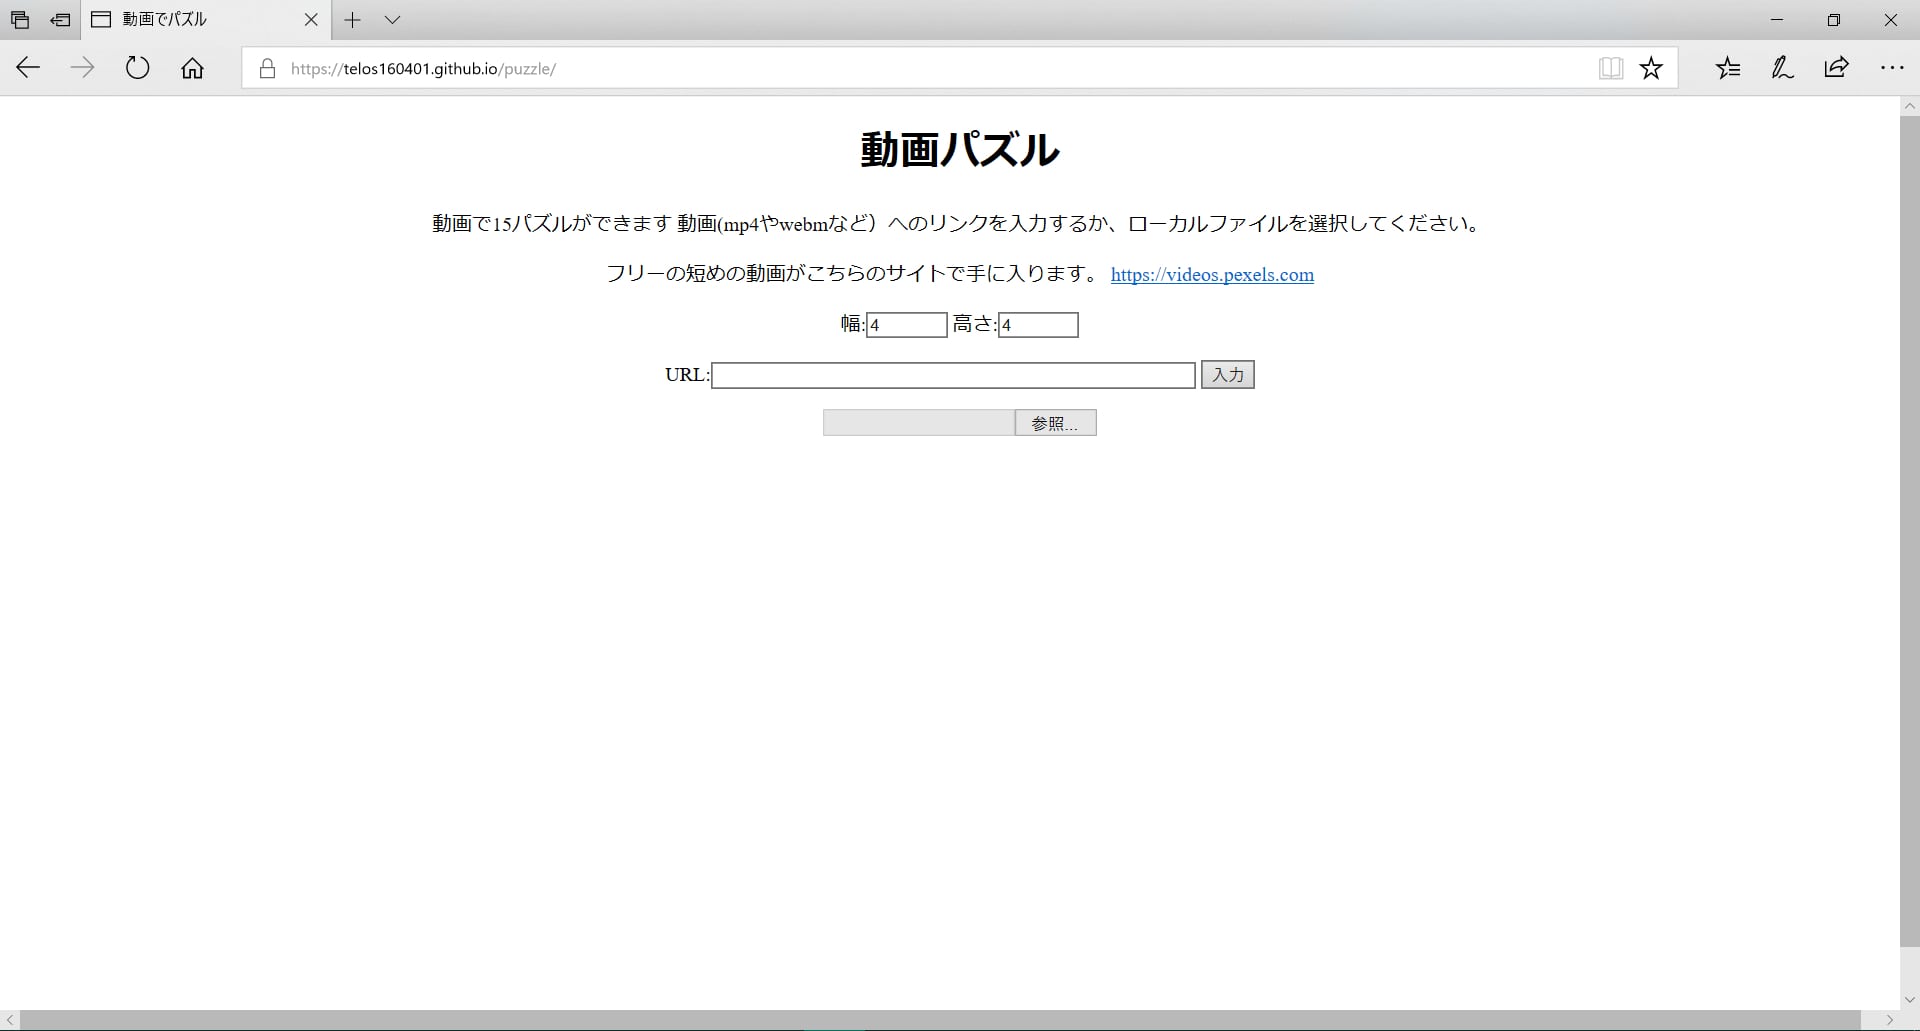 動画でパズル
https://telos160401.github.io/puzzle/
動画パズル
動画で15パズルができます 動画(mp4やwebmなど）へのリンクを入力するか、ローカルファイルを選択してください。
フリーの短めの動画がこちらのサイトで手に入ります。 https://videos.pexels.com
幅:4 高さ:4
URL: 入力
参照...